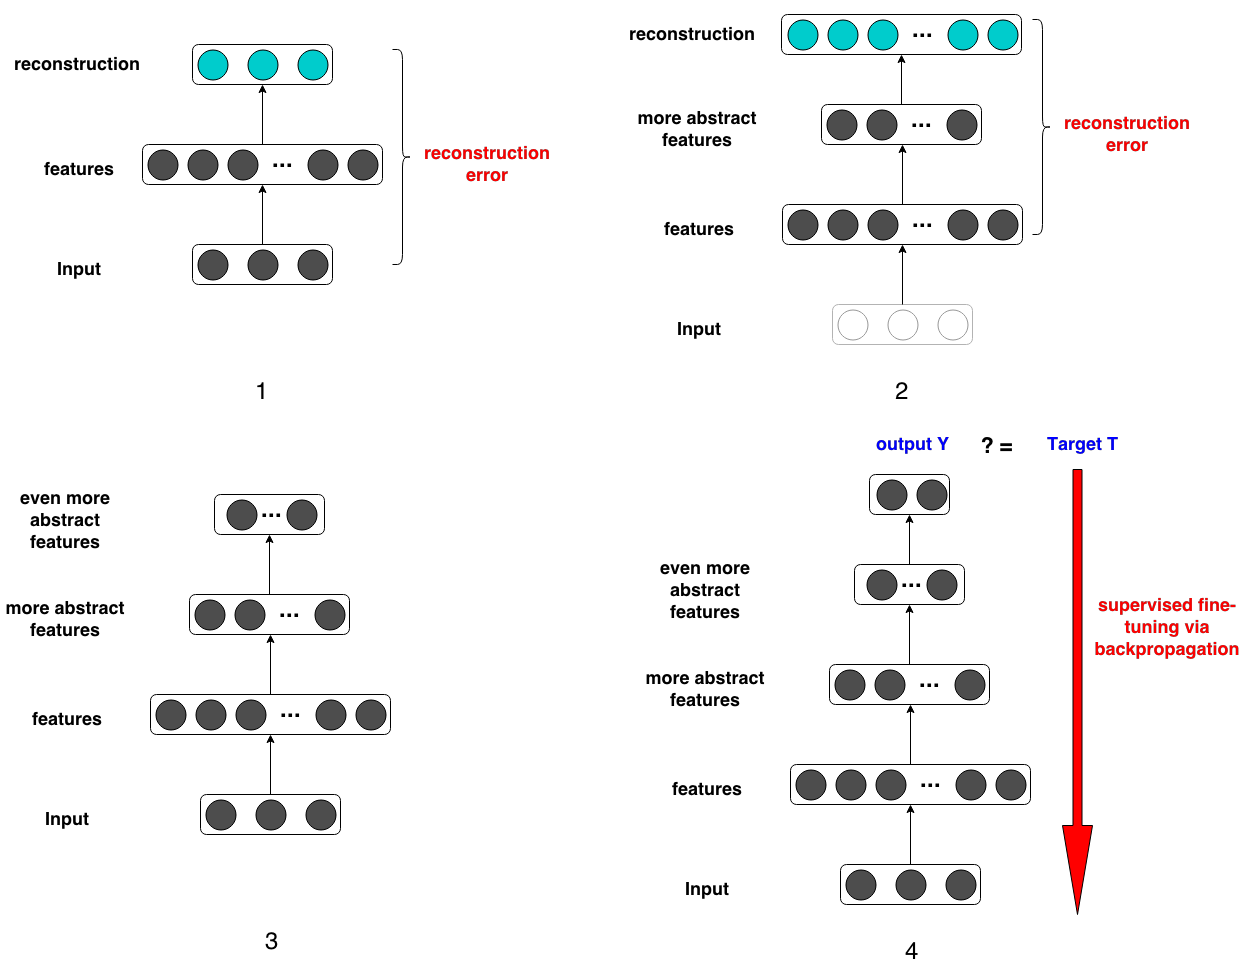 reconstruction
features
Input
reconstruction
error
1
reconstruction
more abstract
features
features
Input
reconstruction
error
2
even more
abstract
features
more abstract
features
features
Input
3
output Y ? = Target T
even more
abstract
features
more abstract
features
features
Input
supervised fine-
tuning via
backpropagation
4